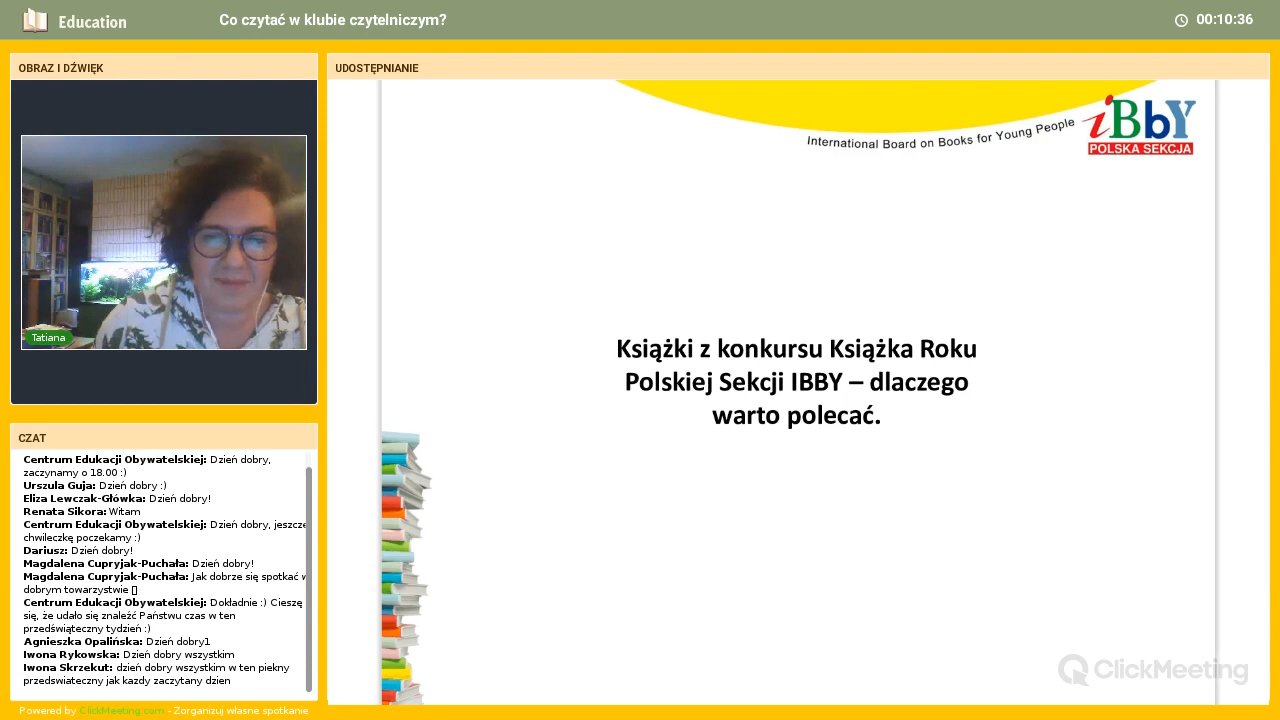 Education
Co czytać w klubie czytelniczym?
00:10:36
OBRAZ I DŹWIĘK
Tatiana
CZAT
Centrum Edukacji Obywatelskiej: Dzień dobry,
zaczynamy o 18.00 :)
Urszula Guja: Dzień dobry :)
Eliza Lewczak-Główka: Dzień dobry!
Renata Sikora: Witam
Centrum Edukacji Obywatelskiej: Dzień dobry, jeszcze
chwileczkę poczekamy :)
Dariusz: Dzień dobry!
Magdalena Cupryjak-Puchała: Dzień dobry!
Magdalena Cupryjak-Puchała: Jak dobrze się spotkać w
dobrym towarzystwie []
Centrum Edukacji Obywatelskiej: Dokładnie :) Cieszę
się, że udało się znaleźć Państwu czas w ten
przedświąteczny tydzień :)
Agnieszka Opalińska: Dzień dobry1
Iwona Rykowska: Dzień dobry wszystkim
Iwona Skrzekut: dzień dobry wszystkim w ten piekny
przedswiateczny jak kazdy zaczytany dzien
Powered by ClickMeeting.com - Zorganizuj własne spotkanie
UDOSTĘPNIANIE
International Board on Books for Young People
iBbY
POLSKA SEKCJA
Książki z konkursu Książka Roku
Polskiej Sekcji IBBY – dlaczego
warto polecać.
ClickMeeting